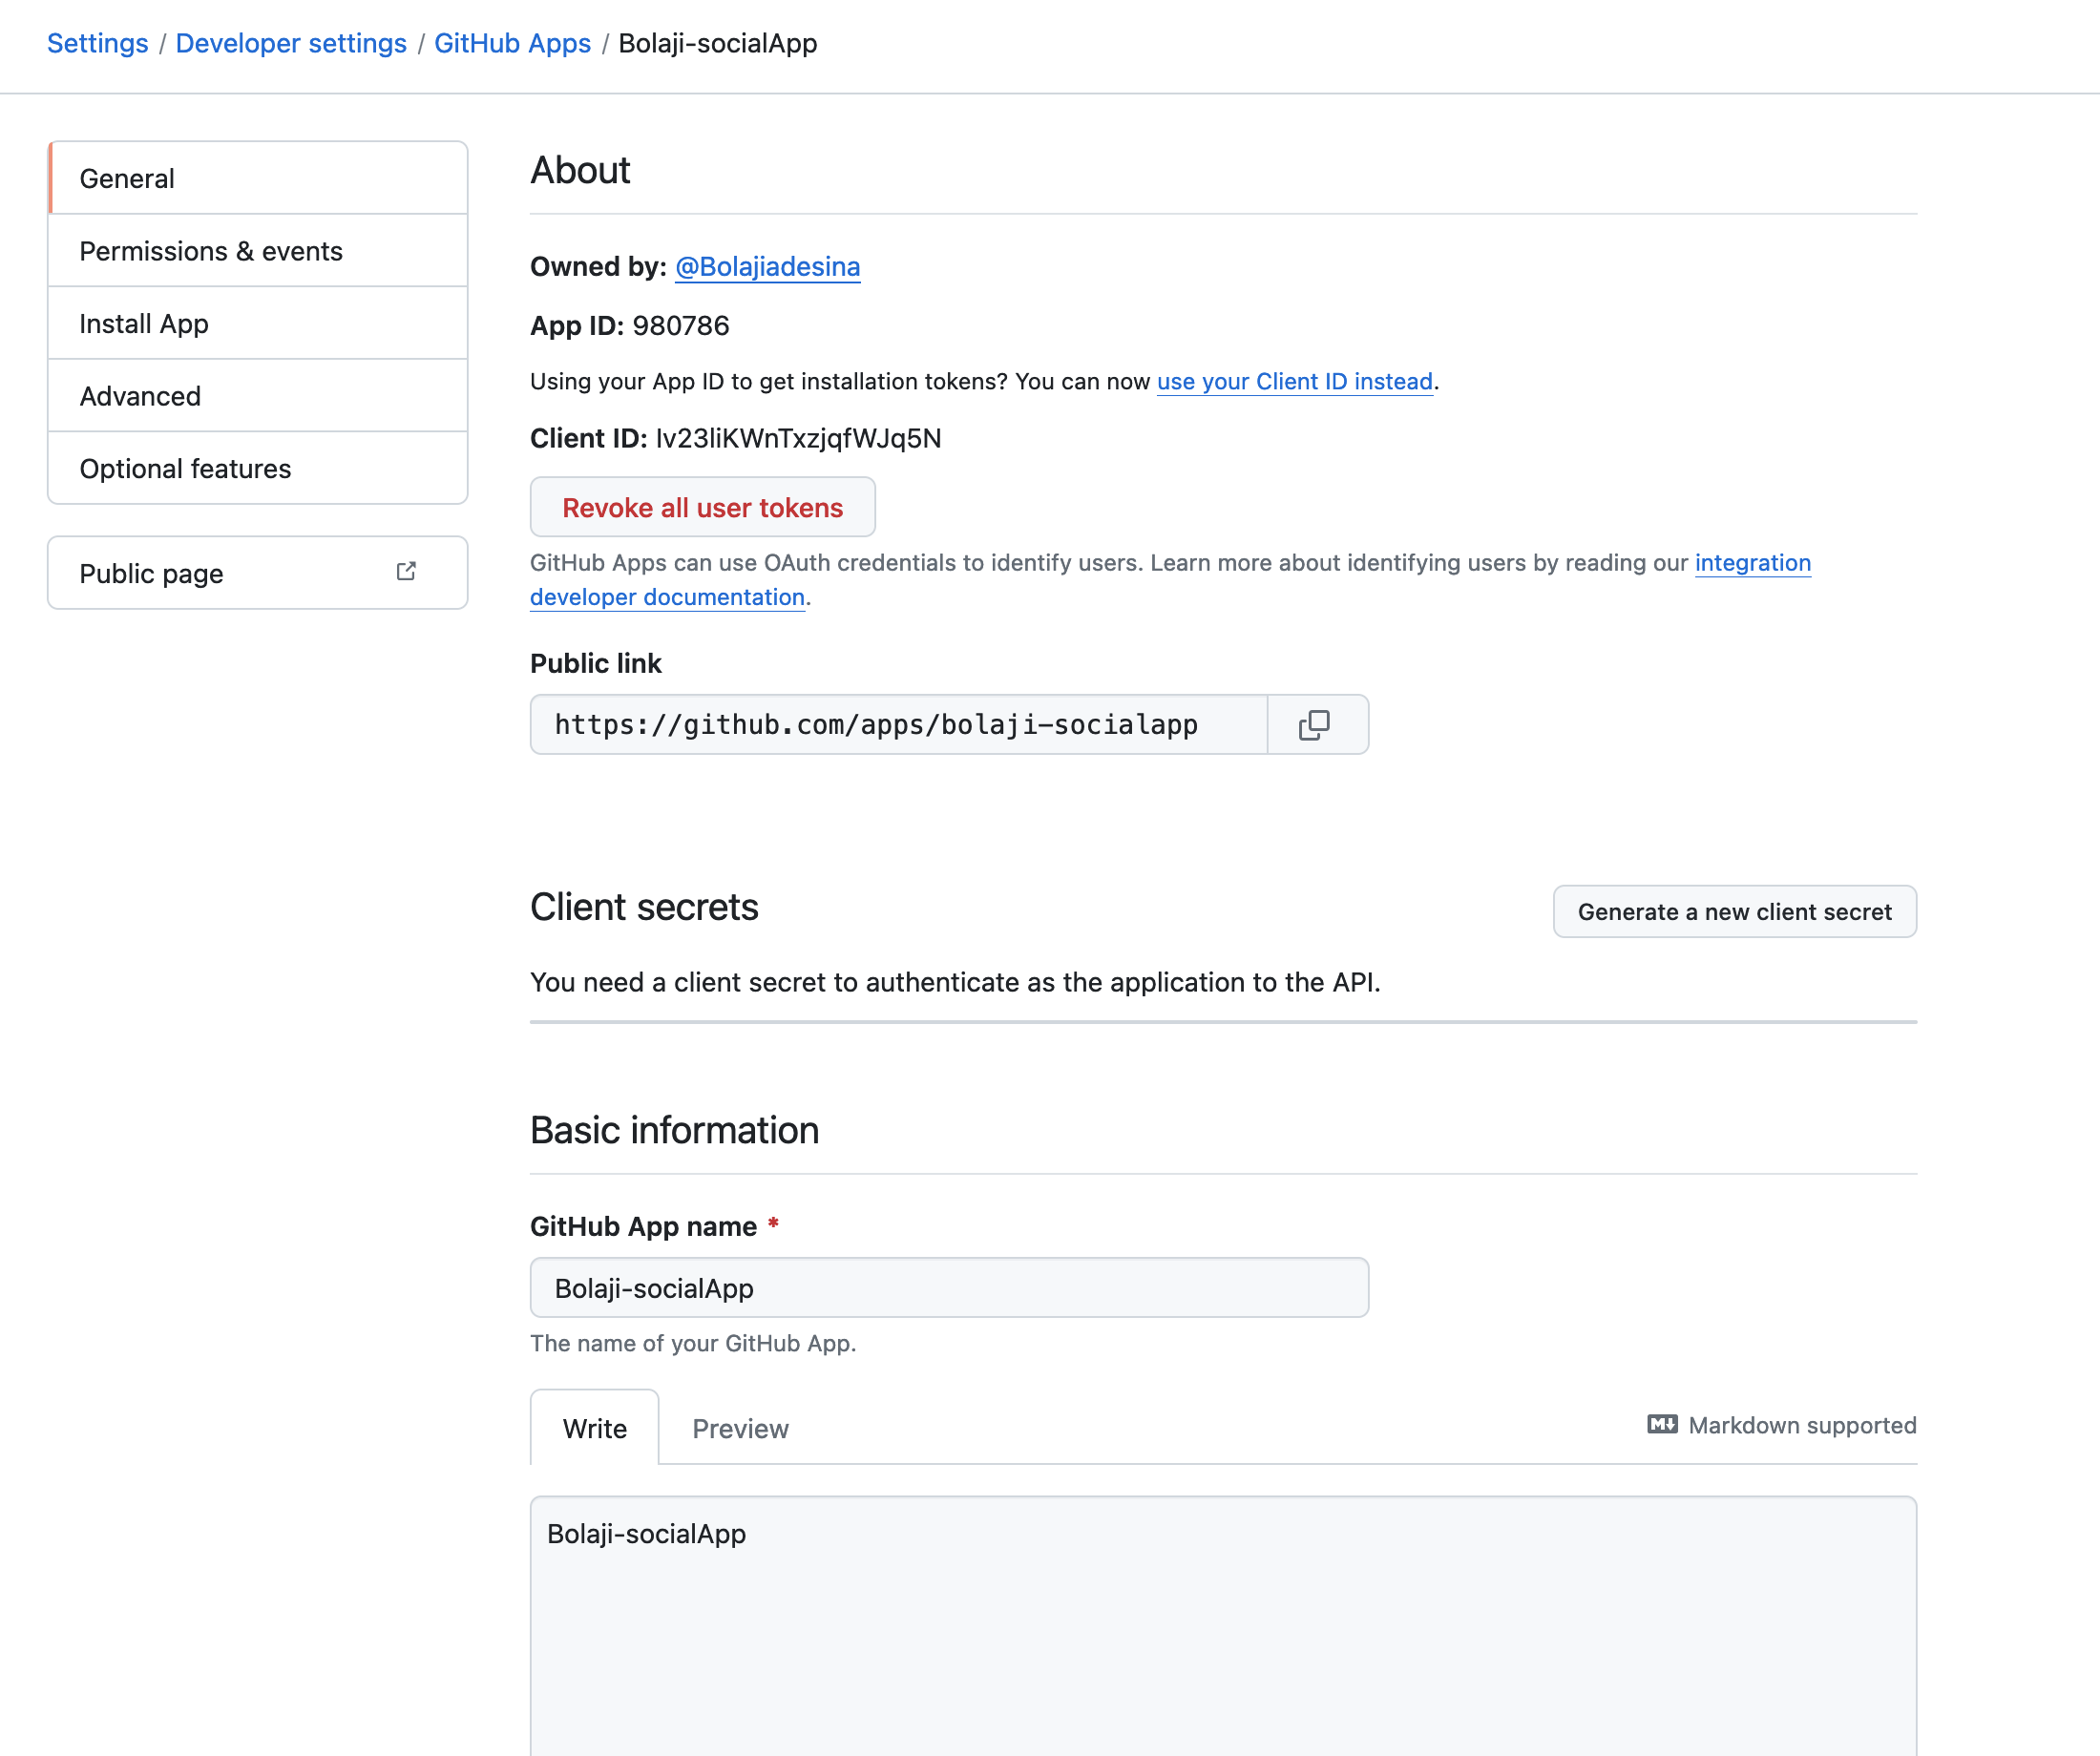 Settings / Developer settings / GitHub Apps / Bolaji-socialApp
General
Permissions & events
Install App
Advanced
Optional features
Public page
About
Owned by: @Bolajiadesina
App ID: 980786
Using your App ID to get installation tokens? You can now use your Client ID instead.
Client ID: Iv23liKWnTxzjqfWJq5N
Revoke all user tokens
GitHub Apps can use OAuth credentials to identify users. Learn more about identifying users by reading our integration
developer documentation.
Public link
https://github.com/apps/bolaji-socialapp
Client secrets
Generate a new client secret
You need a client secret to authenticate as the application to the API.
Basic information
GitHub App name *
Bolaji-socialApp
The name of your GitHub App.
Write
Preview
Markdown supported
Bolaji-socialApp